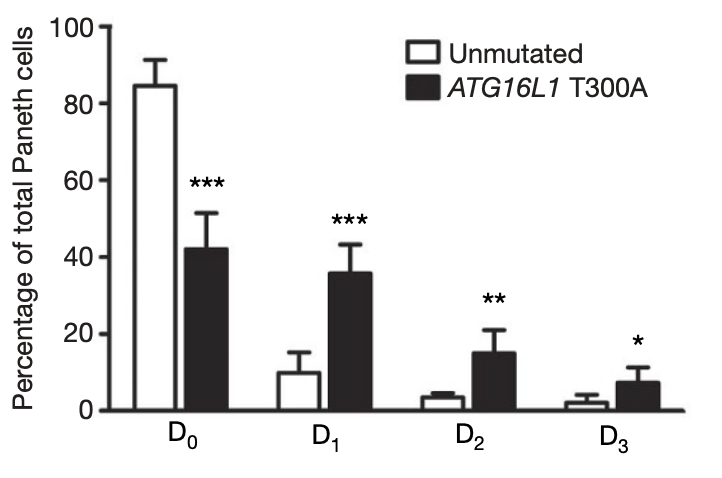 Percentage of total Paneth cells
100
80
60
40
20
0
Unmutated
ATG16L1 T300A
***
***
**
*
D0
D1
D2
D3